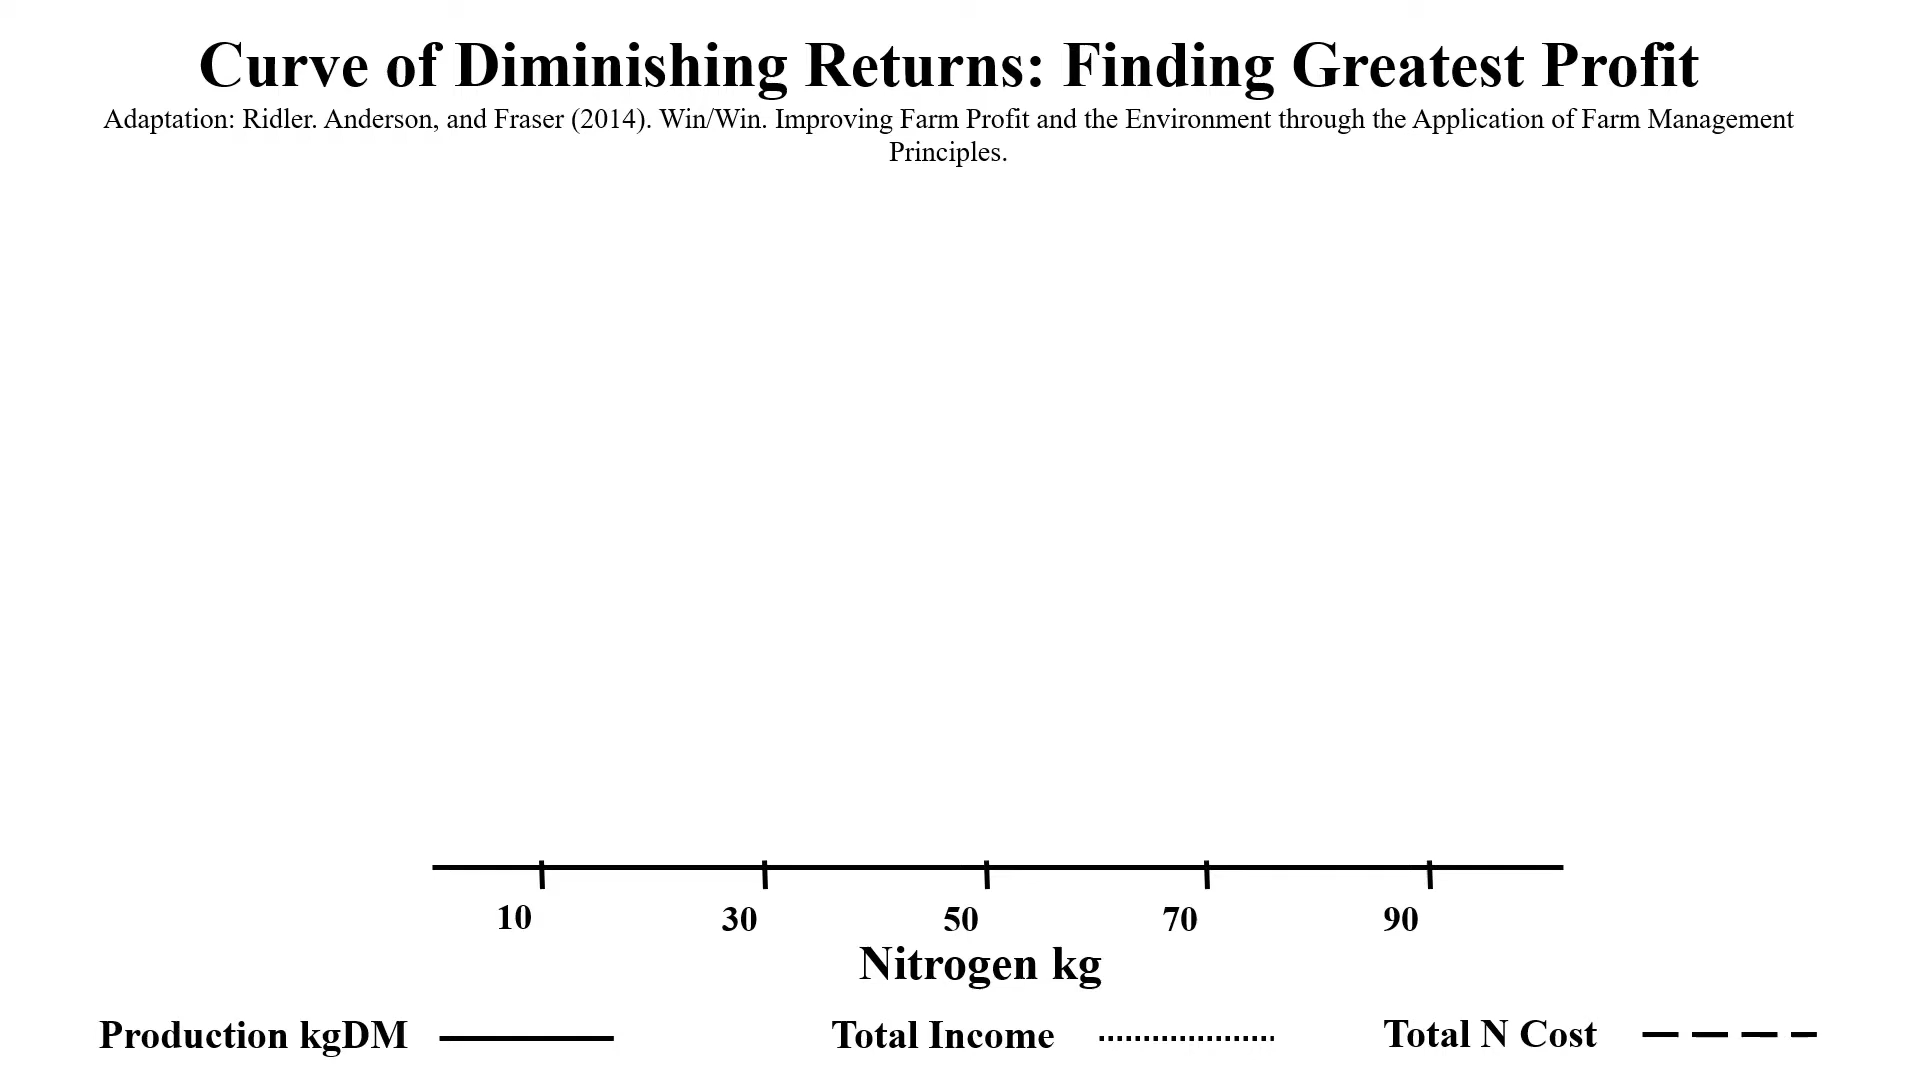 Curve of Diminishing Returns: Finding Greatest Profit
Adaptation: Ridler. Anderson, and Fraser (2014). Win/Win. Improving Farm Profit and the Environment through the Application of Farm Management
Principles.
10 30 50 70 90
Nitrogen kg
Production kgDM Total Income Total N Cost